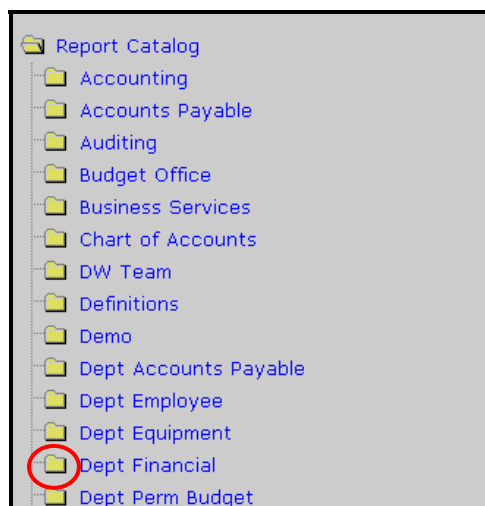 Report Catalog
Accounting
Accounts Payable
Auditing
Budget Office
Business Services
Chart of Accounts
DW Team
Definitions
Demo
Dept Accounts Payable
Dept Employee
Dept Equipment
Dept Financial
Dept Perm Budget